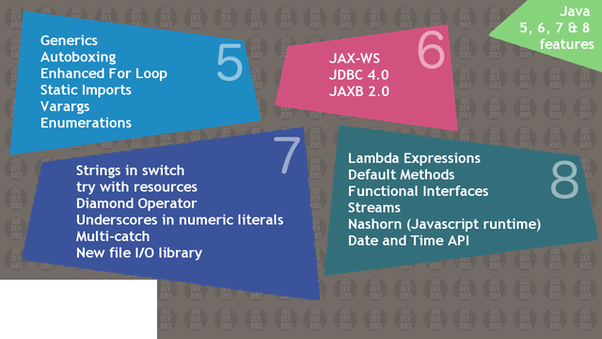 Java
5, 6, 7 & 8
features
5
Generics
Autoboxing
Enhanced For Loop
Static Imports
Varargs
Enumerations
6
JAX-WS
JDBC 4.0
JAXB 2.0
7
Strings in switch
try with resources
Diamond Operator
Underscores in numeric literals
Multi-catch
New file I/O library
8
Lambda Expressions
Default Methods
Functional Interfaces
Streams
Nashorn (Javascript runtime)
Date and Time API